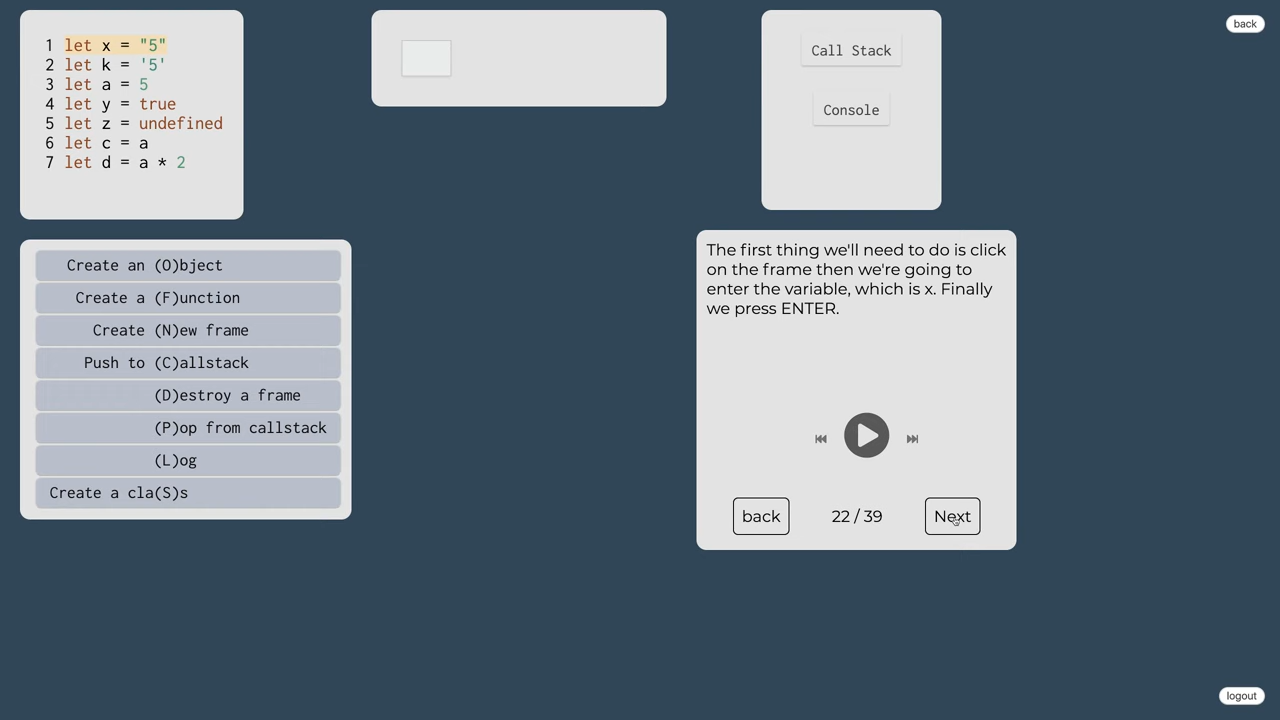 back
1 let x = "5"
2 let k = '5'
3 let a = 5
4 let y = true
5 let z = undefined
6 let c = a
7 let d = a * 2
Call Stack
Console
Create an (O)bject
Create a (F)unction
Create (N)ew frame
Push to (C)allstack
(D)estroy a frame
(P)op from callstack
(L)og
Create a cla(S)s
The first thing we'll need to do is click
on the frame then we're going to
enter the variable, which is x. Finally
we press ENTER.
back 22 / 39 Next
logout